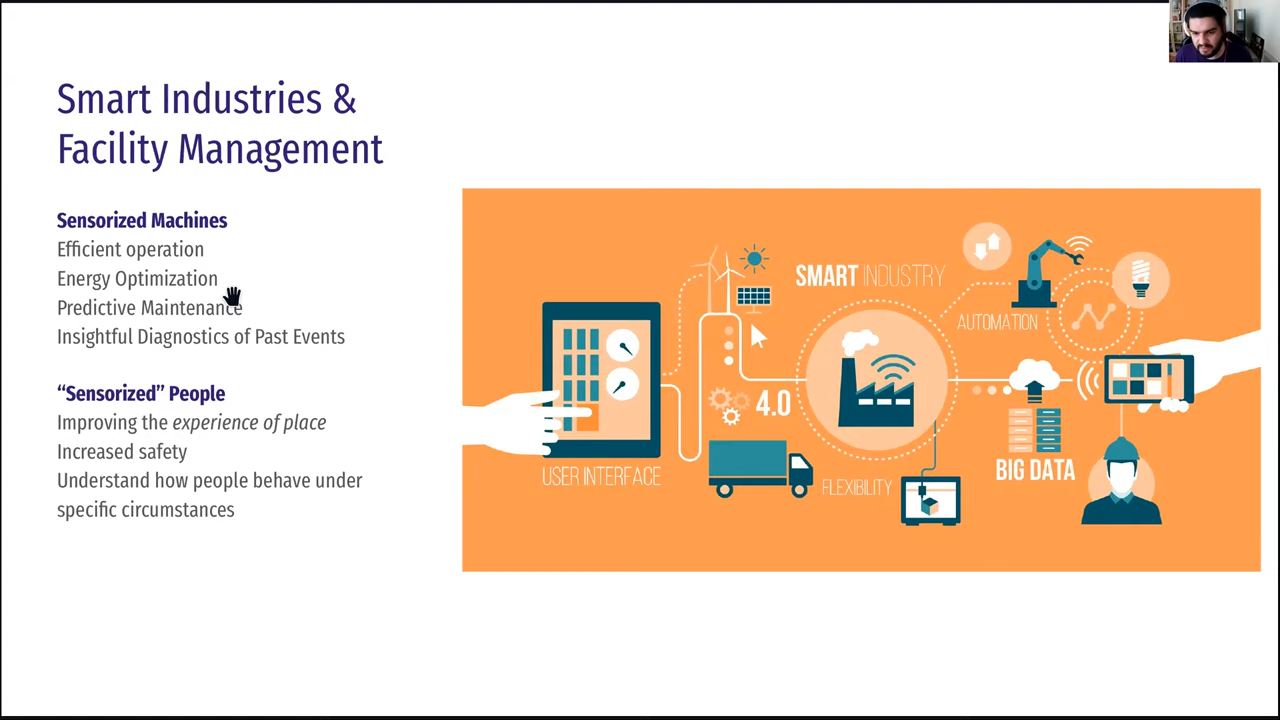 Smart Industries &
Facility Management
Sensorized Machines
Efficient operation
Energy Optimization
Predictive Maintenance
Insightful Diagnostics of Past Events
“Sensorized” People
Improving the experience of place
Increased safety
Understand how people behave under
specific circumstances
SMART INDUSTRY
AUTOMATION
4.0
USER INTERFACE
FLEXIBILITY
BIG DATA